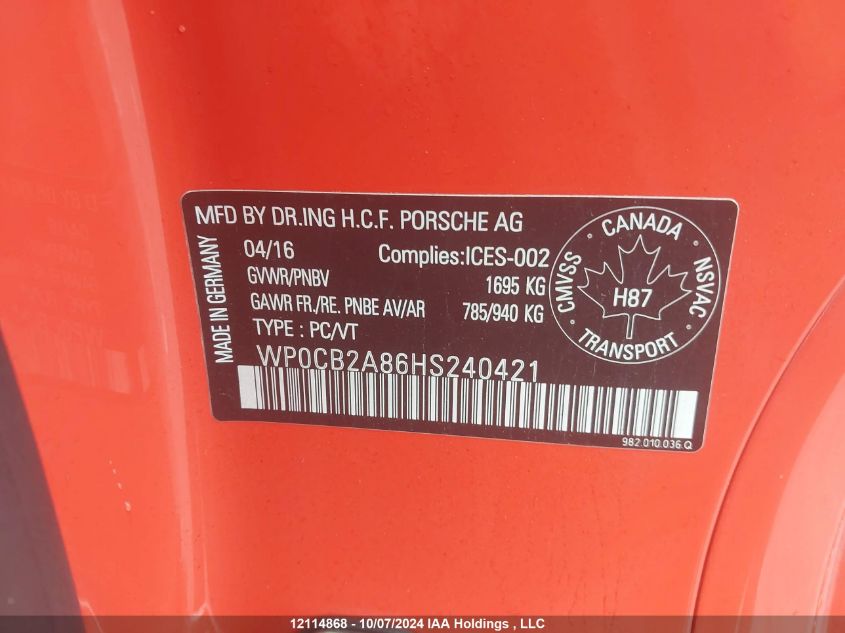 MFD BY DR.ING H.C.F. PORSCHE AG
MADE IN GERMANY
04/16 Complies:ICES-002
GVWR/PNBV 1695 KG
GAWR FR./RE. PNBE AV/AR 785/940 KG
TYPE : PC/VT
WP0CB2A86HS240421
982.010.036.Q
CANADA
CMVSS
NSVAC
H87
TRANSPORT
12114868 - 10/07/2024 IAA Holdings , LLC